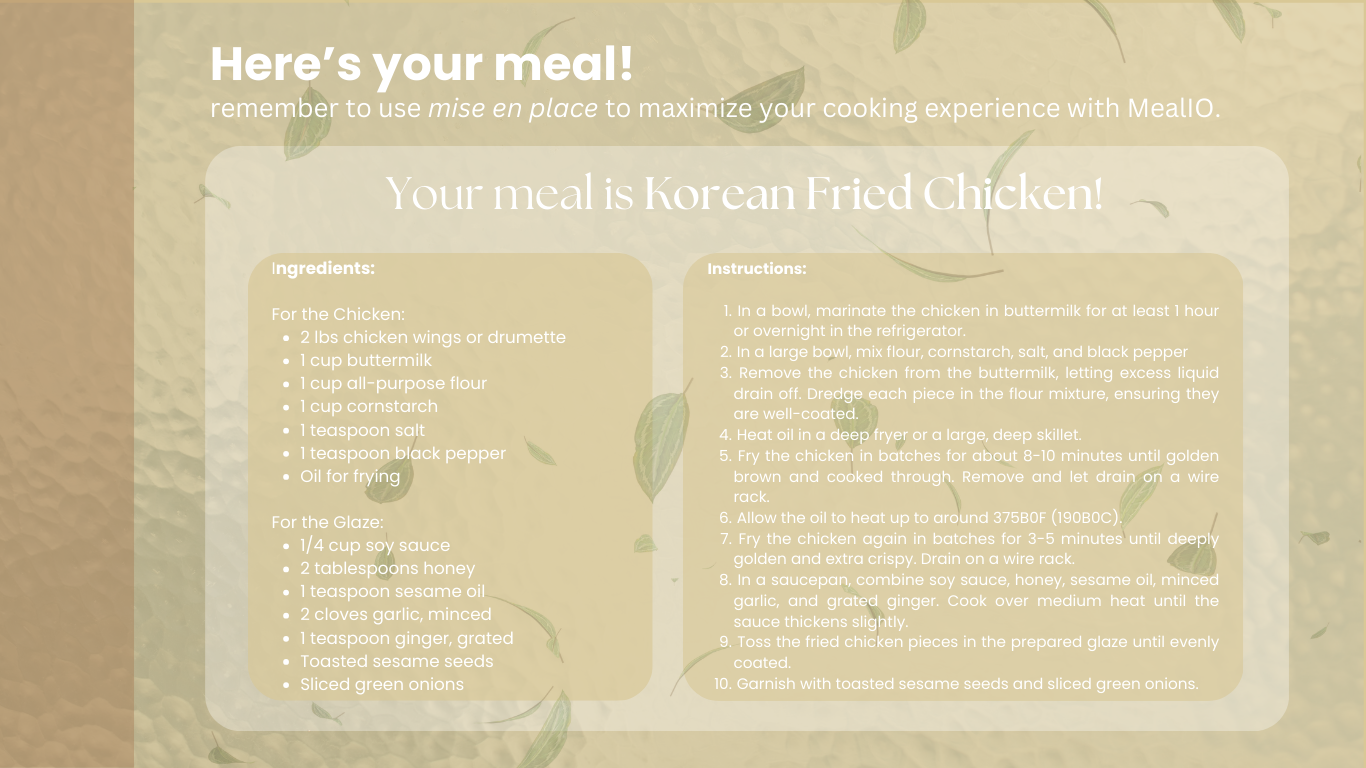 Here's your meal!
remember to use mise en place to maximize your cooking experience with MealIO.
Your meal is Korean Fried Chicken!
Ingredients:
For the Chicken:
• 2 lbs chicken wings or drumette
• 1 cup buttermilk
• 1 cup all-purpose flour
• 1 cup cornstarch
• 1 teaspoon salt
• 1 teaspoon black pepper
• Oil for frying
For the Glaze:
• 1/4 cup soy sauce
• 2 tablespoons honey
• 1 teaspoon sesame oil
• 2 cloves garlic, minced
• 1 teaspoon ginger, grated
• Toasted sesame seeds
• Sliced green onions
Instructions:
1. In a bowl, marinate the chicken in buttermilk for at least 1 hour
or overnight in the refrigerator.
2. In a large bowl, mix flour, cornstarch, salt, and black pepper
3. Remove the chicken from the buttermilk, letting excess liquid
drain off. Dredge each piece in the flour mixture, ensuring they
are well-coated.
4. Heat oil in a deep fryer or a large, deep skillet.
5. Fry the chicken in batches for about 8-10 minutes until golden
brown and cooked through. Remove and let drain on a wire
rack.
6. Allow the oil to heat up to around 375B0F (190B0C).
7. Fry the chicken again in batches for 3-5 minutes until deeply
golden and extra crispy. Drain on a wire rack.
8. In a saucepan, combine soy sauce, honey, sesame oil, minced
garlic, and grated ginger. Cook over medium heat until the
sauce thickens slightly.
9. Toss the fried chicken pieces in the prepared glaze until evenly
coated.
10. Garnish with toasted sesame seeds and sliced green onions.